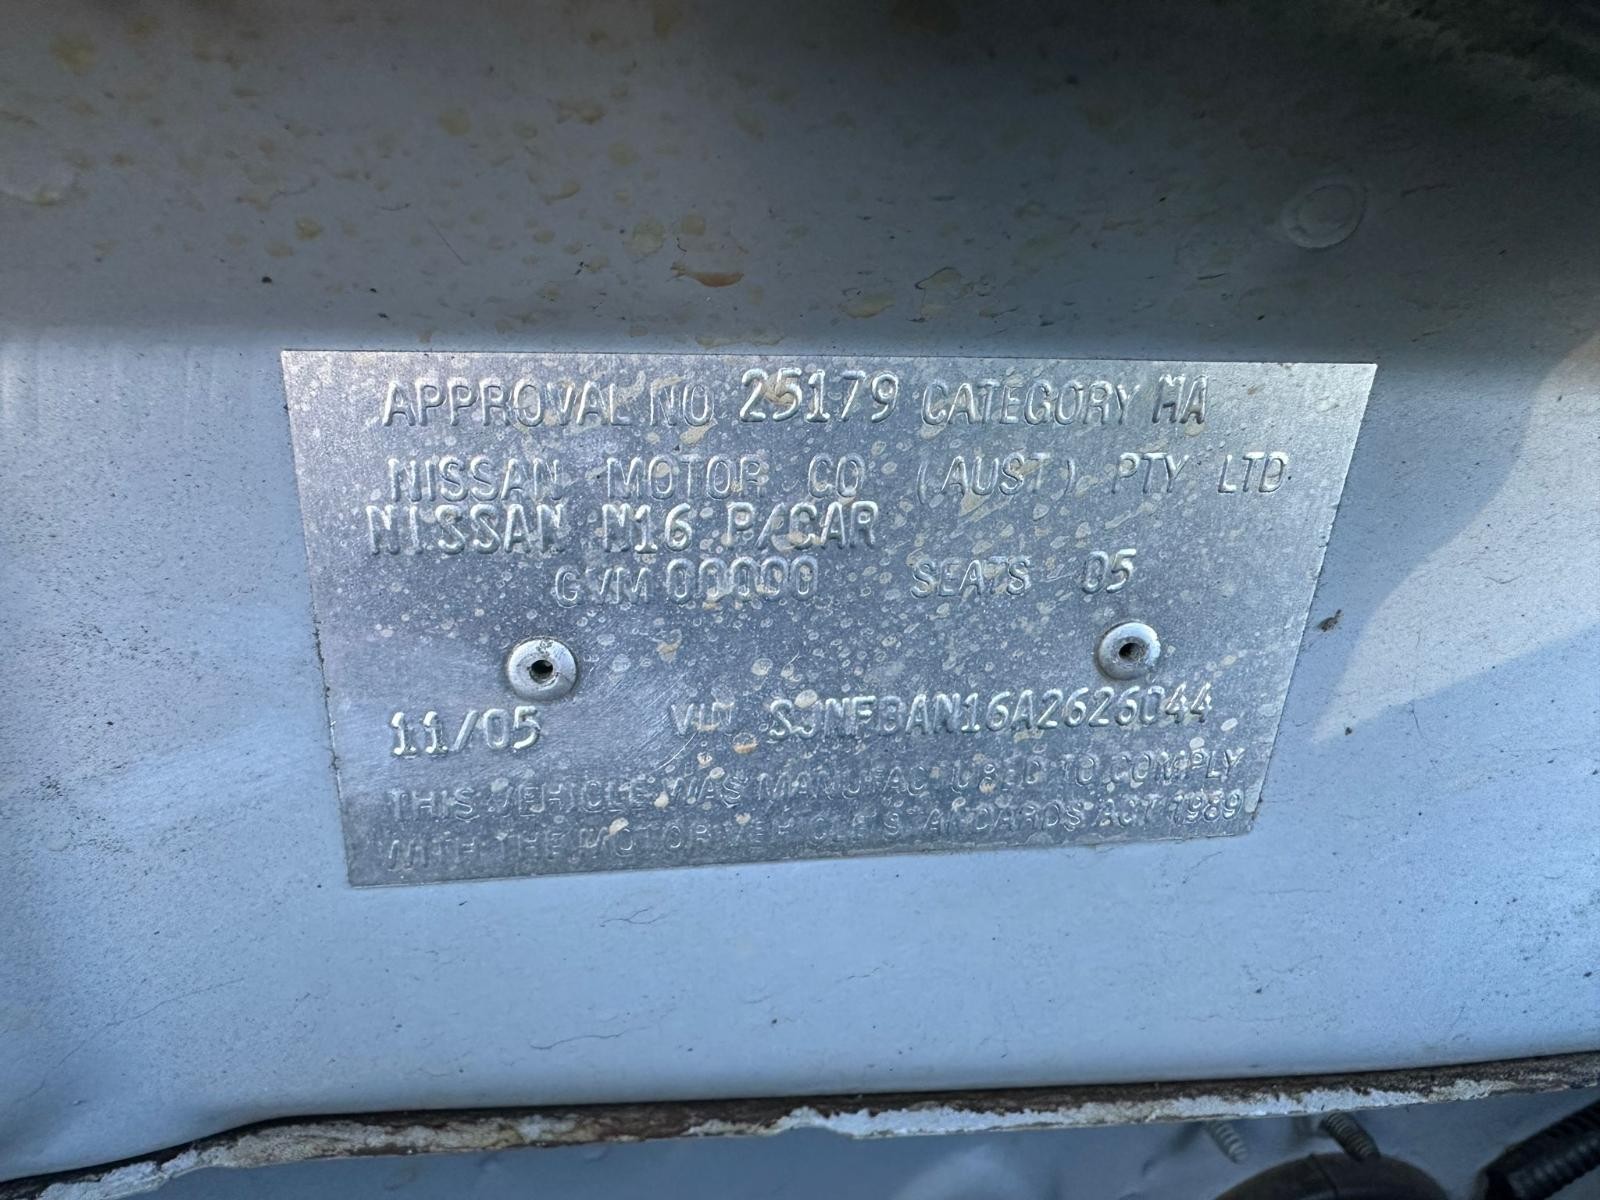 APPROVAL NO 25179 CATEGORY MA
NISSAN MOTOR CO (AUST) PTY LTD
NISSAN N16 P/CAR
GVM 00000 SEATS 05
11/05 VIN SJNFBAN16A2626044
THIS VEHICLE WAS MANUFACTURED TO COMPLY
WITH THE MOTOR VEHICLE STANDARDS ACT 1989